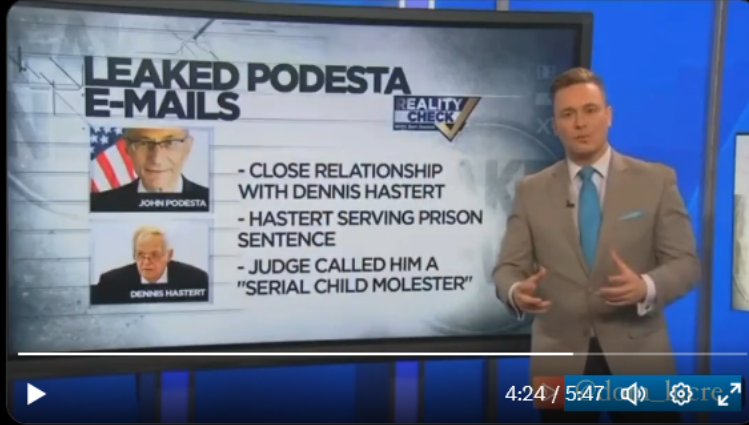 LEAKED PODESTA
E-MAILS
REALITY
CHECK
JOHN PODESTA
- CLOSE RELATIONSHIP
WITH DENNIS HASTERT
- HASTERT SERVING PRISON
SENTENCE
- JUDGE CALLED HIM A
"SERIAL CHILD MOLESTER"
DENNIS HASTERT
4:24 / 5:47